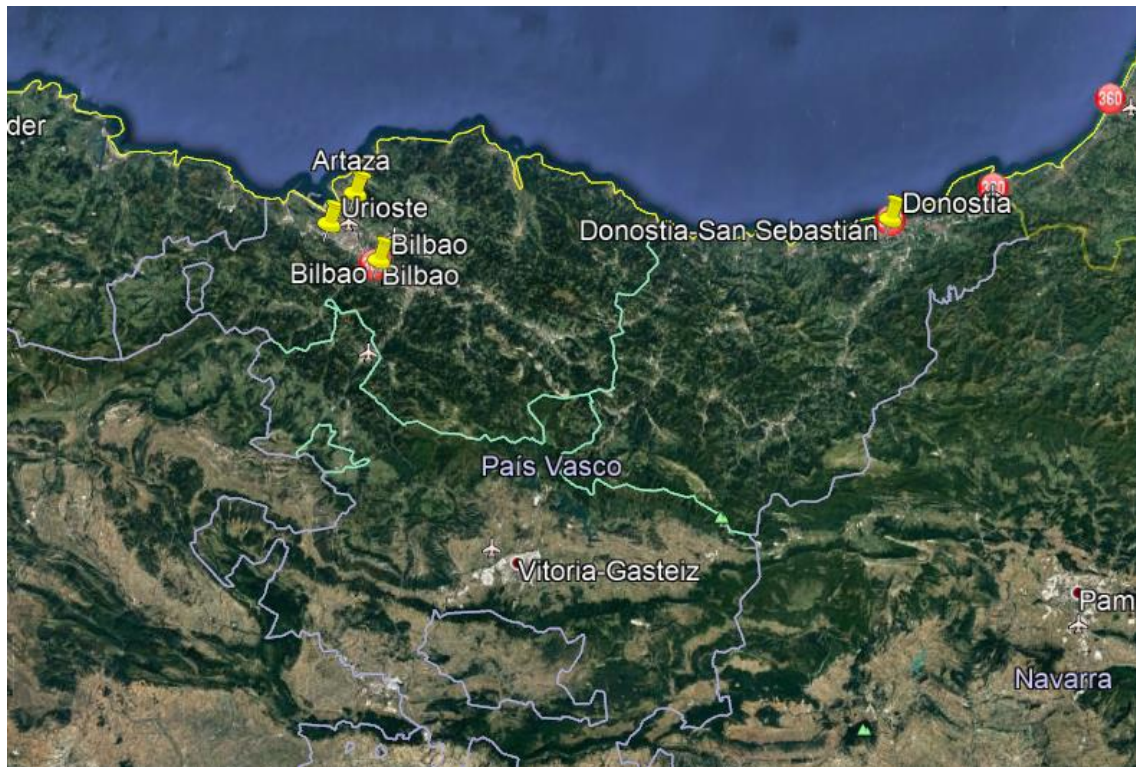 360
der
Artaza
Urioste
Donostia
Donostia-San Sebastián
Bilbao
Bilbao
Bilbao
País Vasco
Vitoria-Gasteiz
Pam
Navarra